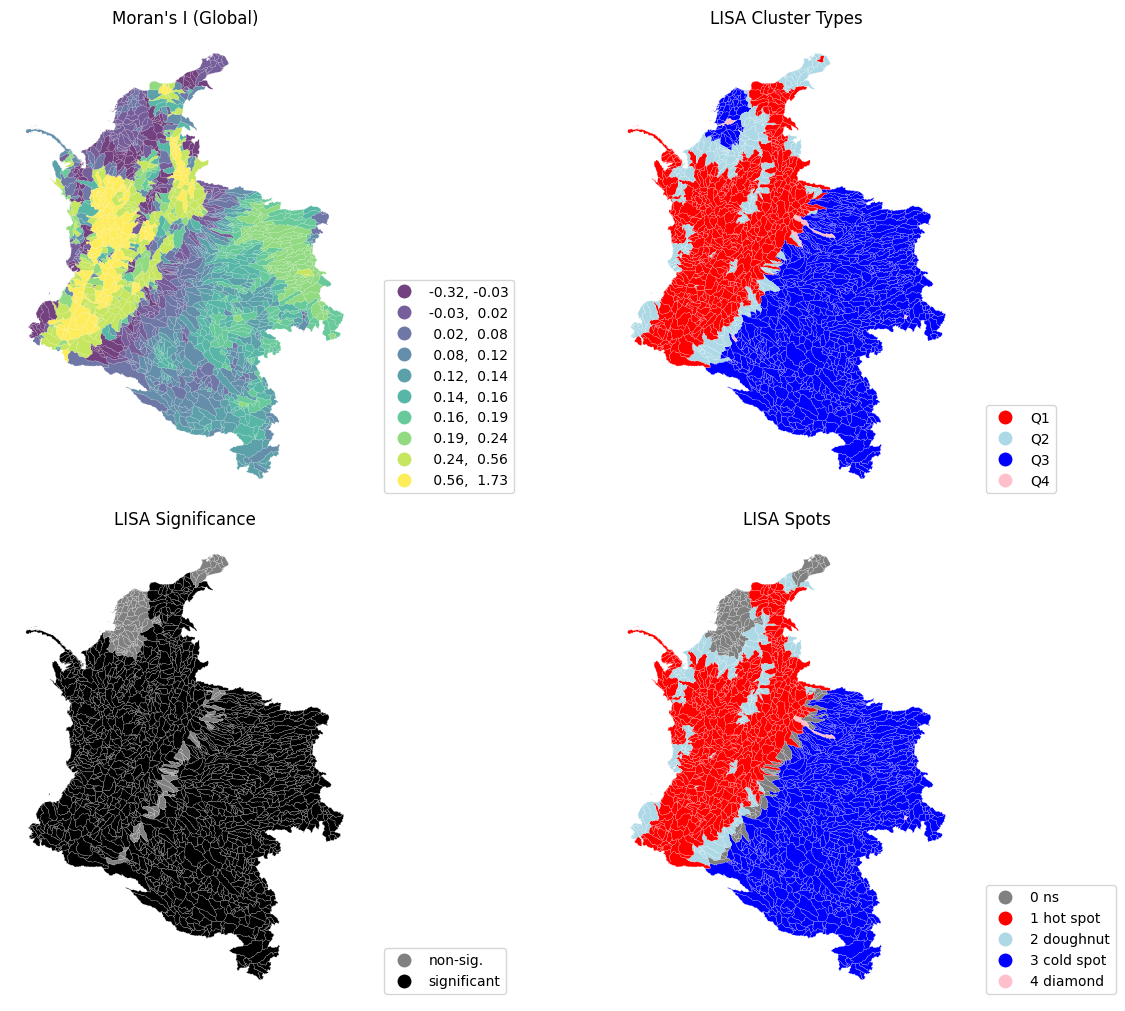 Moran's I (Global)
-0.32, -0.03
-0.03, 0.02
0.02, 0.08
0.08, 0.12
0.12, 0.14
0.14, 0.16
0.16, 0.19
0.19, 0.24
0.24, 0.56
0.56, 1.73
LISA Cluster Types
Q1
Q2
Q3
Q4
LISA Significance
non-sig.
significant
LISA Spots
0 ns
1 hot spot
2 doughnut
3 cold spot
4 diamond